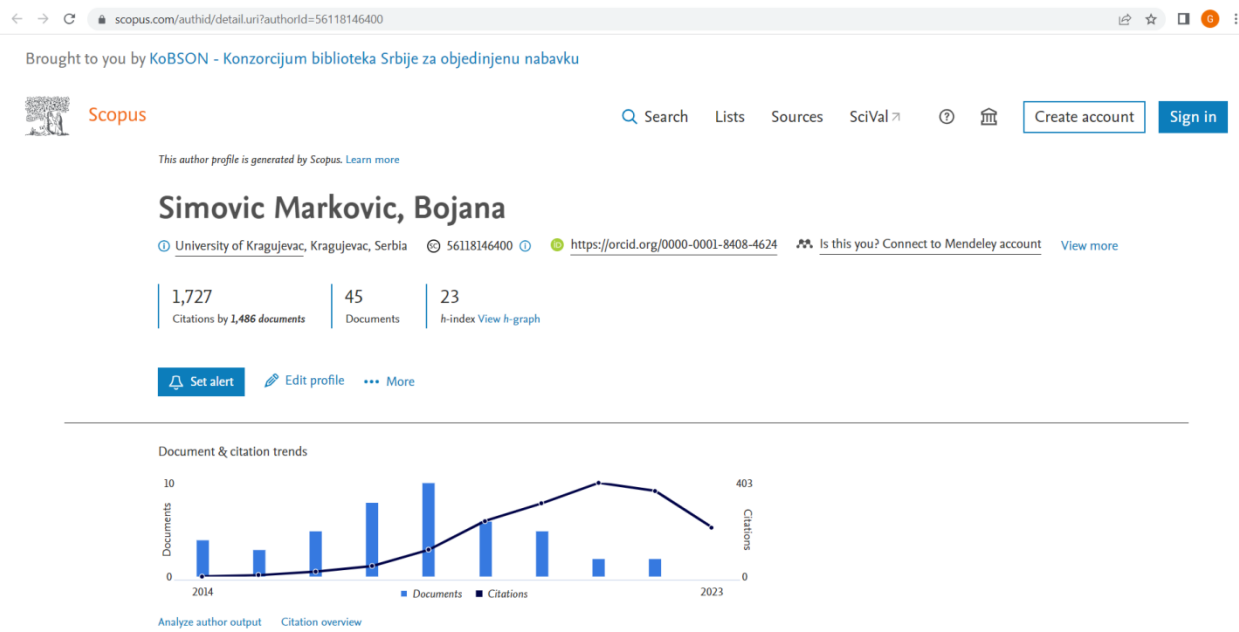 scopus.com/authid/detail.uri?authorId=56118146400
G
Brought to you by KoBSON - Konzorcijum biblioteka Srbije za objedinjenu nabavku
Scopus
Search Lists Sources SciVal Create account Sign in
This author profile is generated by Scopus. Learn more
Simovic Markovic, Bojana
University of Kragujevac, Kragujevac, Serbia SC 56118146400 iD https://orcid.org/0000-0001-8408-4624 Is this you? Connect to Mendeley account View more
1,727 45 23
Citations by 1,486 documents Documents h-index View h-graph
Set alert Edit profile More
Document & citation trends
10 403
Documents Citations
0 0
2014 Documents Citations 2023
Analyze author output Citation overview